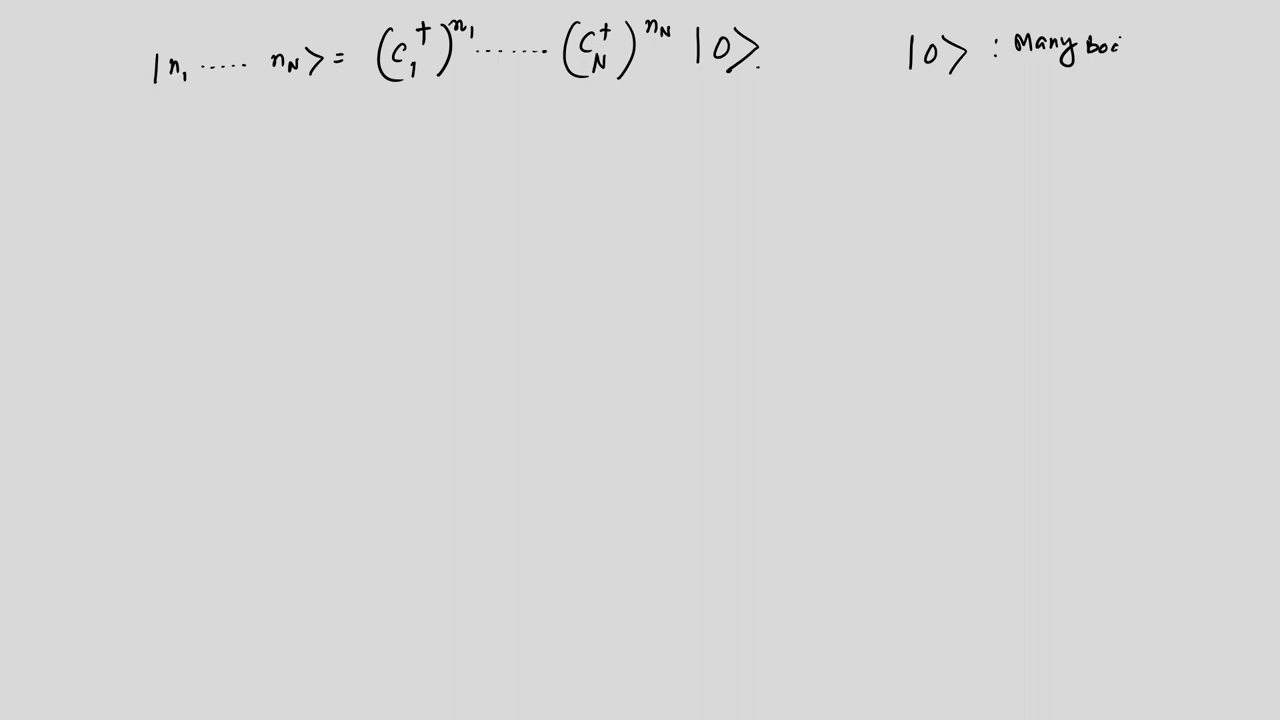 |n₁ ..... n_N> = (C₁†)^n₁ ........ (C_N†)^n_N |0>. |0> : Many